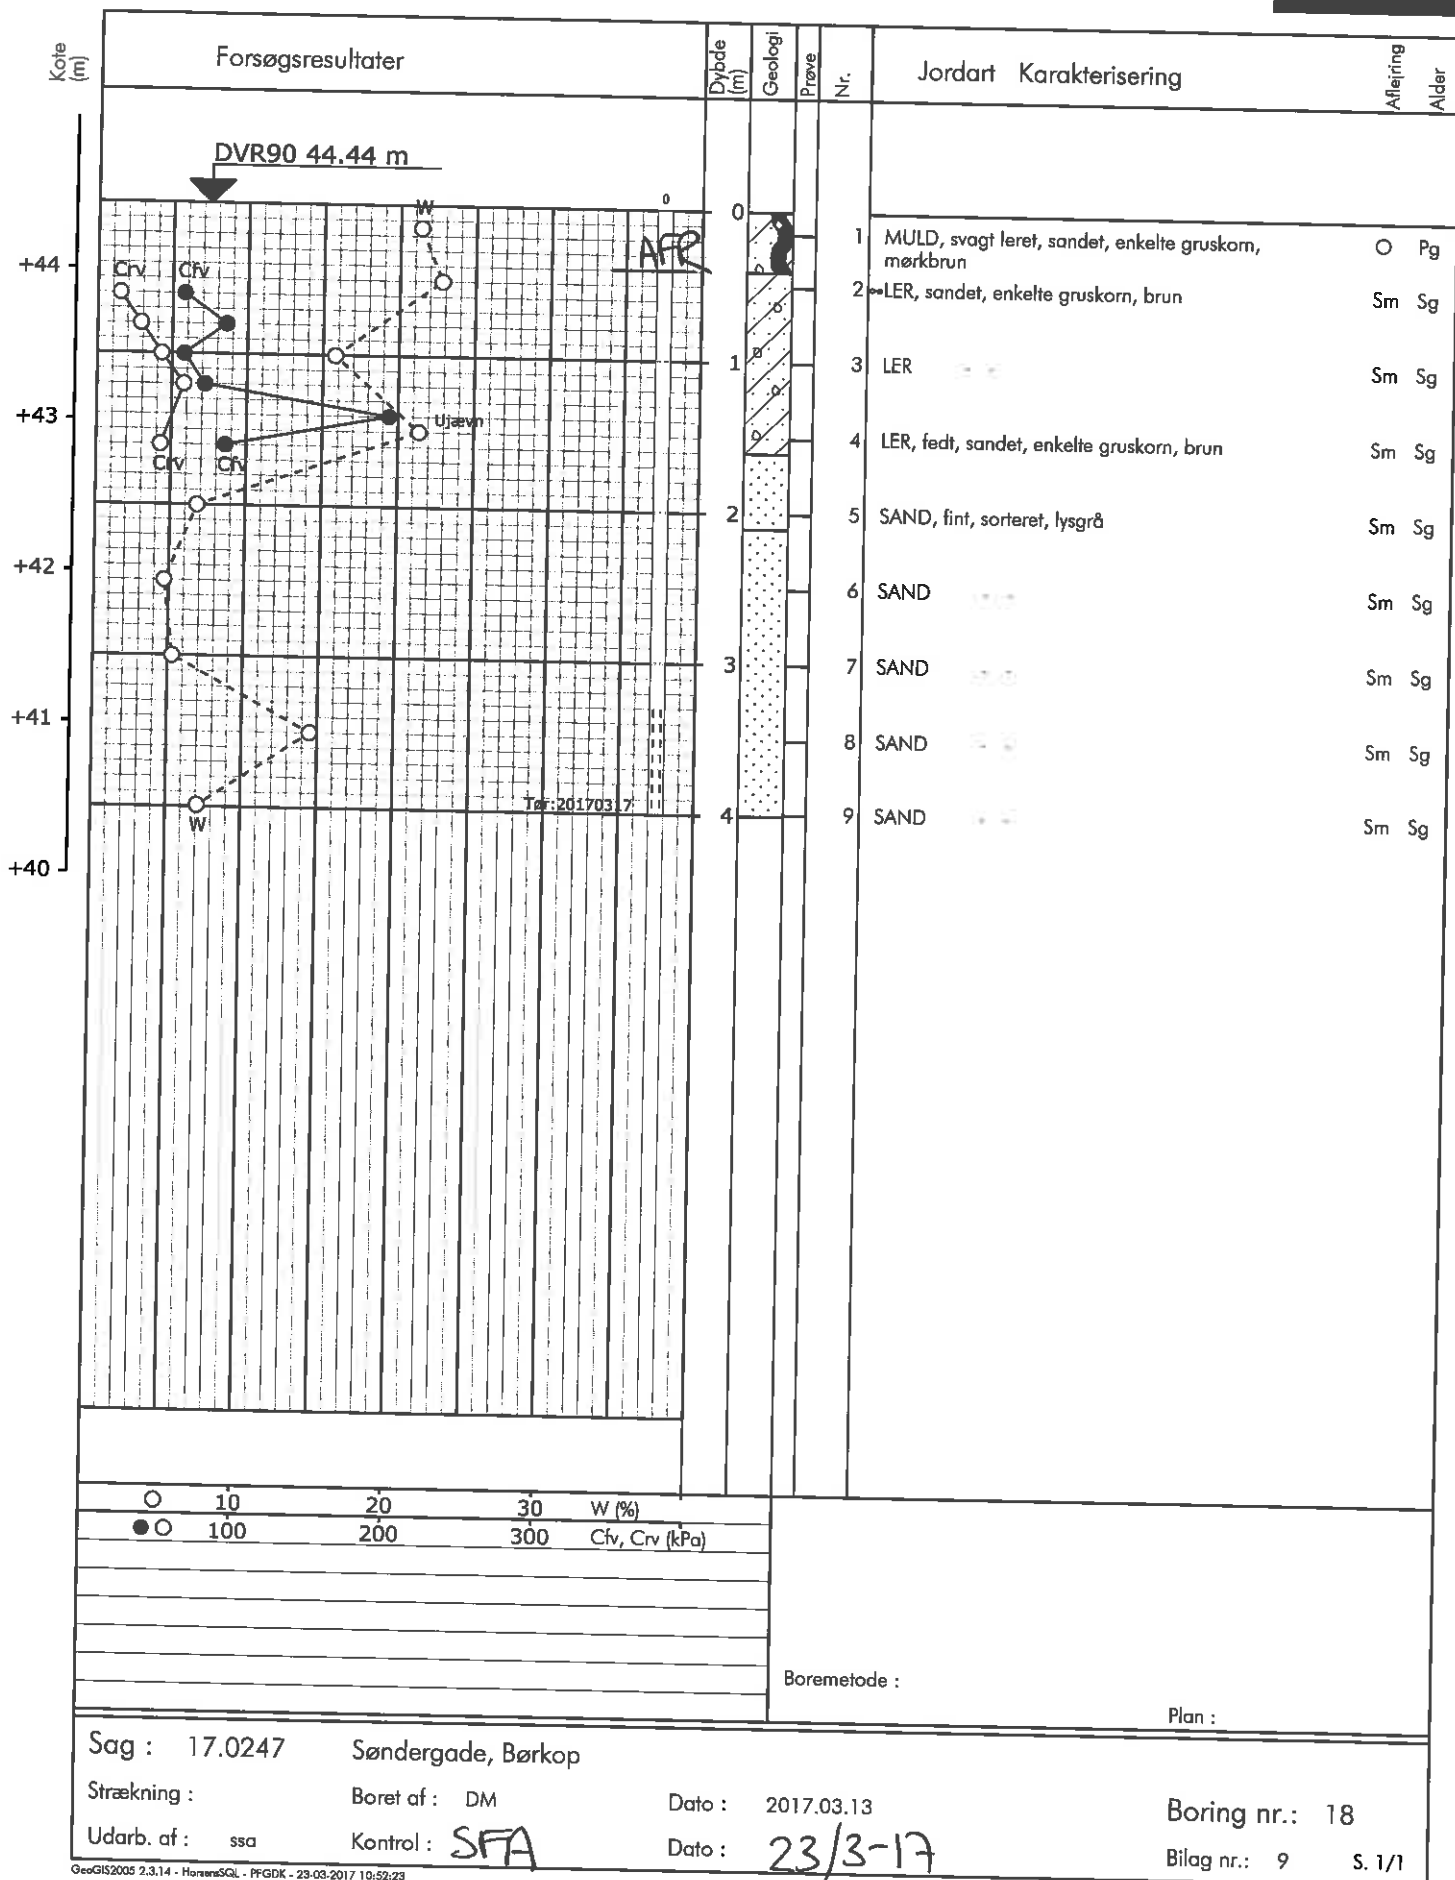 Kote (m)
Forsøgsresultater
Dybde (m)
Geologi
Prøve
Nr.
Jordart Karakterisering
Aflejring
Alder
DVR90 44.44 m
W
0
0
AFR
+44
Crv Cfv
1 MULD, svagt leret, sandet, enkelte gruskorn, mørkbrun O Pg
2 LER, sandet, enkelte gruskorn, brun Sm Sg
1
3 LER " " Sm Sg
+43
Ujævn
Crv Cfv
4 LER, fedt, sandet, enkelte gruskorn, brun Sm Sg
2
5 SAND, fint, sorteret, lysgrå Sm Sg
+42
6 SAND " " Sm Sg
3
7 SAND " " Sm Sg
+41
8 SAND " " Sm Sg
Tør:20170317
W
4
9 SAND " " Sm Sg
+40
10 20 30 W (%)
100 200 300 Cfv, Crv (kPa)
Boremetode :
Plan :
Sag : 17.0247 Søndergade, Børkop
Strækning : Boret af : DM Dato : 2017.03.13 Boring nr.: 18
Udarb. af : ssa Kontrol : SFA Dato : 23/3-17 Bilag nr.: 9 S. 1/1
GeoGIS2005 2.3.14 - HorsensSQL - PFGDK - 23-03-2017 10:52:23